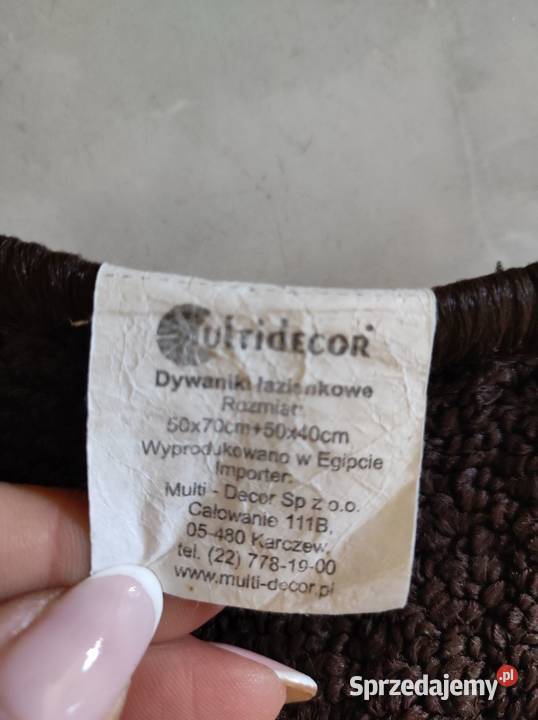 Multidecor
Dywaniki łazienkowe
Rozmiar:
50x70cm+50x40cm
Wyprodukowano w Egipcie
Importer:
Multi - Decor Sp z o.o.
Całowanie 111B,
05-480 Karczew,
tel. (22) 778-19-00
www.multi-decor.pl
Sprzedajemy.pl